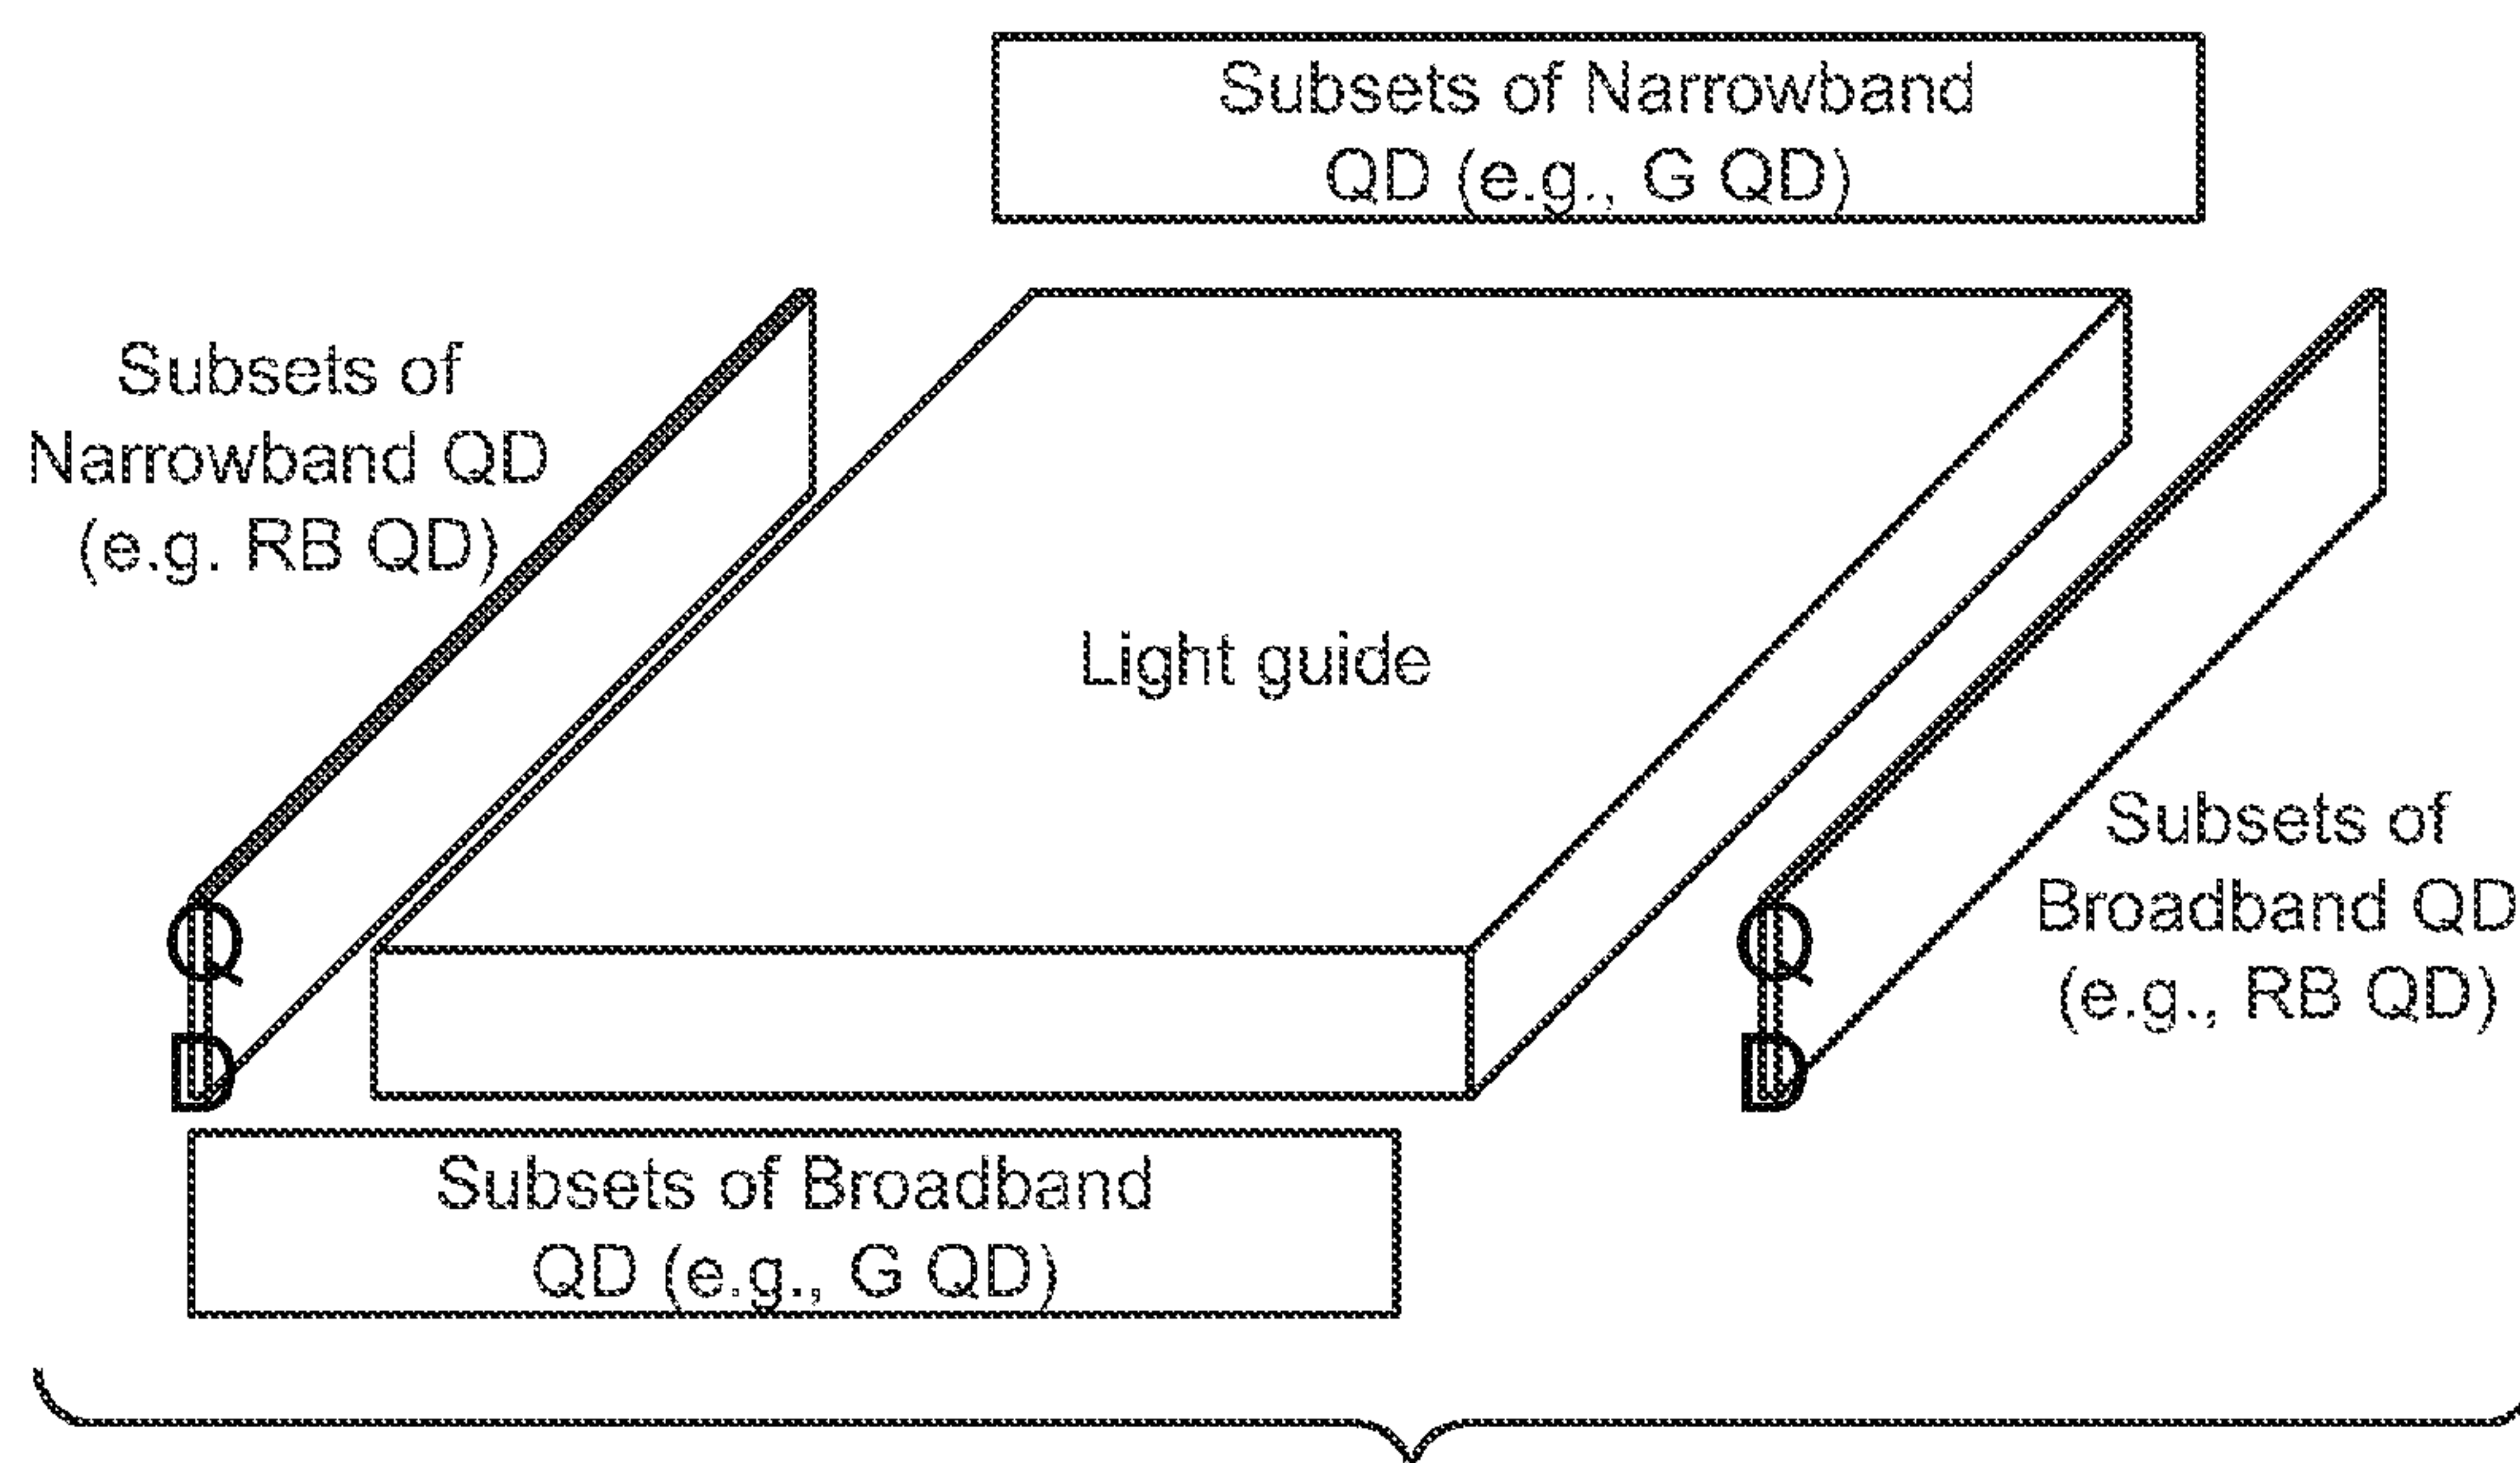 Subsets of Narrowband
QD (e.g., G QD)
Subsets of
Narrowband QD
(e.g. RB QD)
Light guide
Subsets of
Broadband QD
(e.g., RB QD)
Q
D
Q
D
Subsets of Broadband
QD (e.g., G QD)